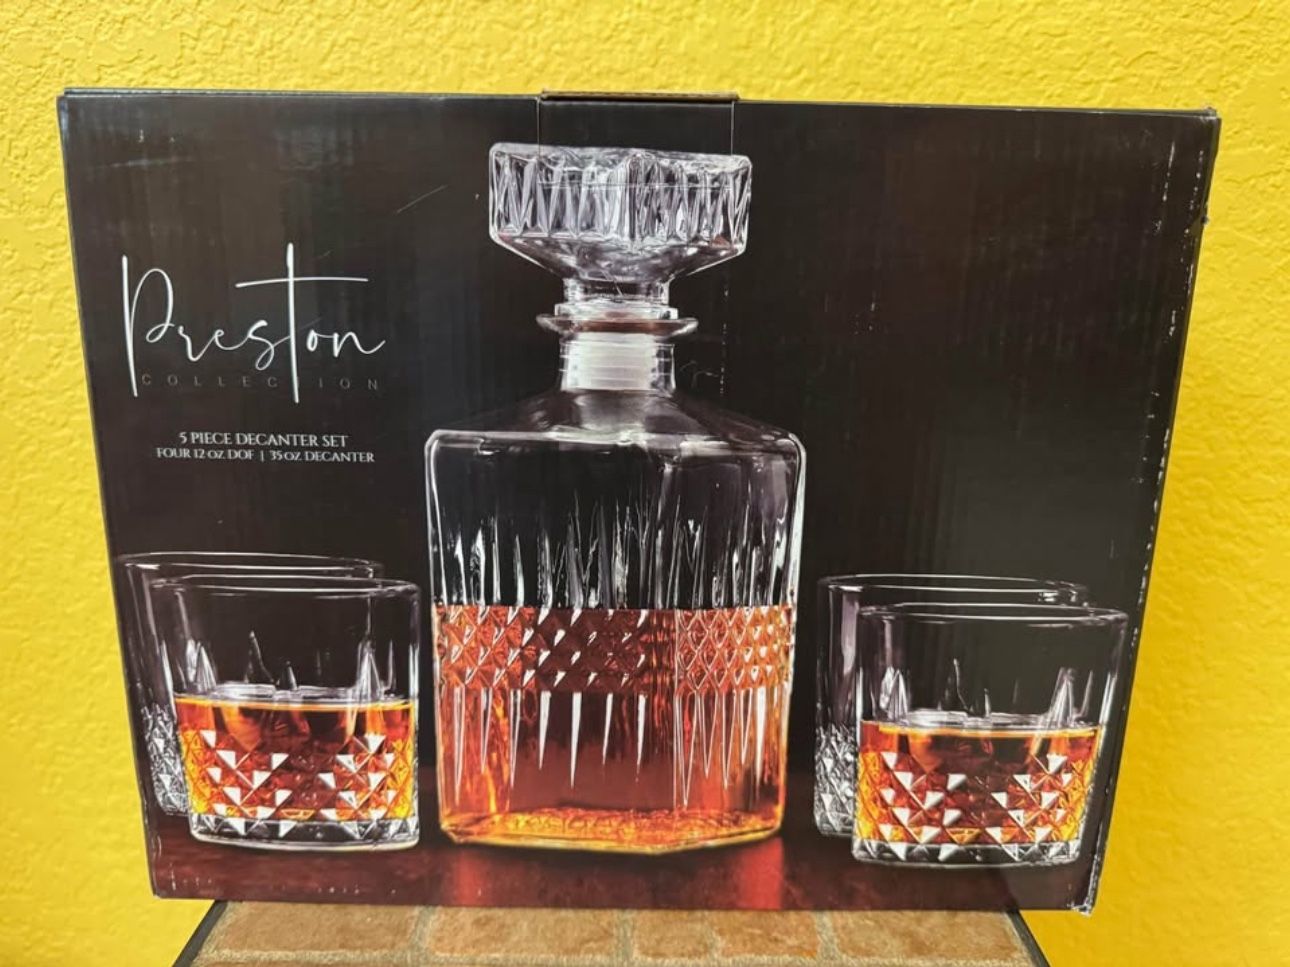 Preston
COLLECTION
5 PIECE DECANTER SET
FOUR 12 OZ DOF | 35 OZ DECANTER